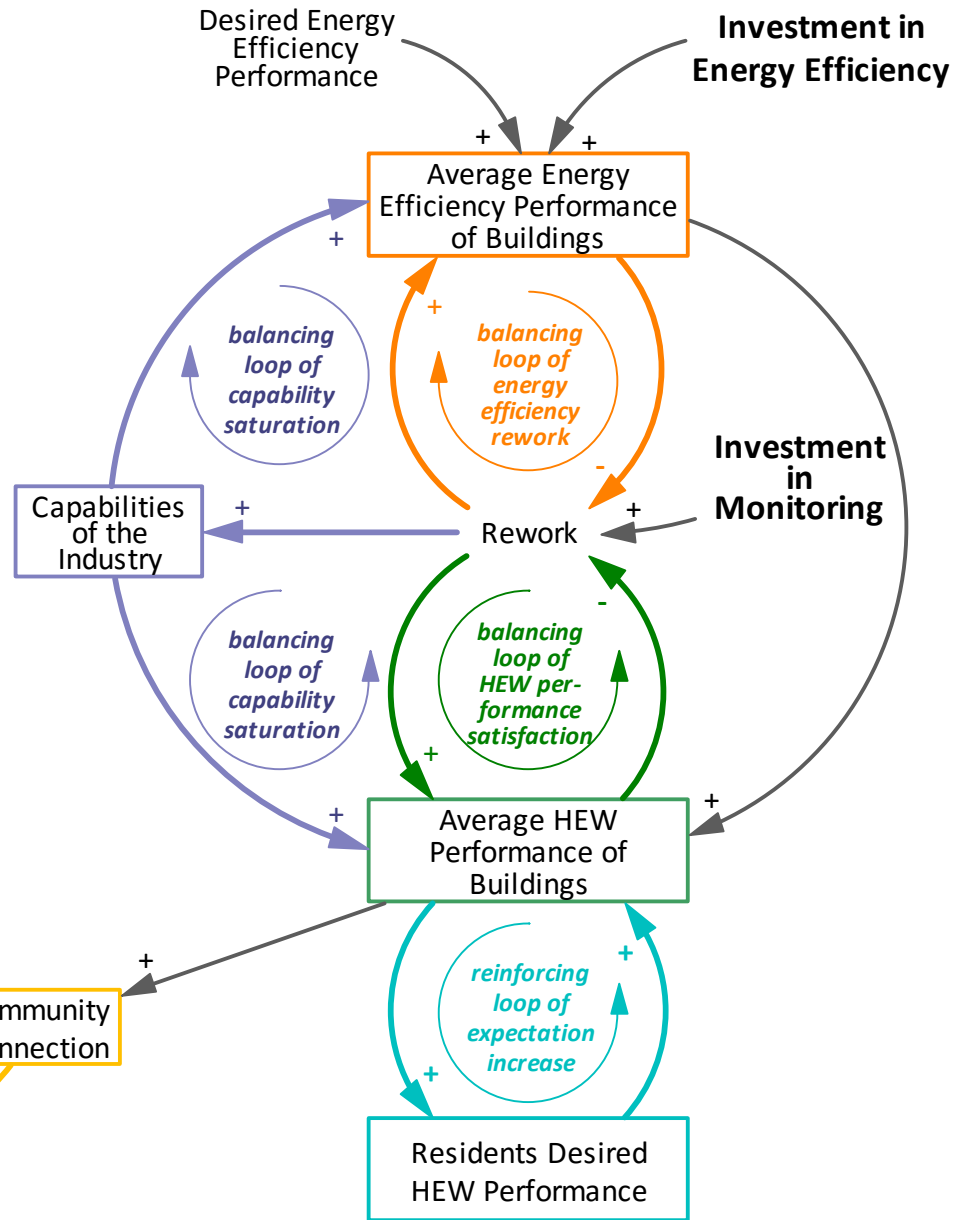 Desired Energy
Efficiency
Performance
Investment in
Energy Efficiency
+
+
Average Energy
Efficiency Performance
of Buildings
+
+
balancing
loop of
capability
saturation
balancing
loop of
energy
efficiency
rework
-
Investment
in
Monitoring
Capabilities
of the
Industry
+
Rework
+
-
balancing
loop of
capability
saturation
balancing
loop of
HEW per-
formance
satisfaction
+
+
+
Average HEW
Performance of
Buildings
+
+
reinforcing
loop of
expectation
increase
+
Residents Desired
HEW Performance